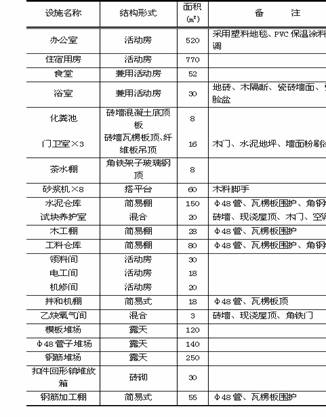 设施名称 结构形式 面积 备 注
(㎡)
办公室 活动房 520 采用塑料地毯、PVC保温涂料
住宿用房 活动房 770
食堂 兼用活动房 52
浴室 兼用活动房 30 地砖、木隔断、瓷砖墙面、
脸盆
化粪池 砖墙混凝土底顶板 8
门卫室×3 砖墙瓦楞板顶、纤维板吊顶 16 木门、水泥地坪、墙面粉刷
茶水棚 角铁架子玻璃钢顶 8
砂浆机×8 搭平台 60 木料脚手
水泥仓库 简易棚 150 φ48管、瓦楞板围护、角钢
试块养护室 混合 20 砖墙、现浇屋顶、木门、空
木工棚 简易棚 28 φ48管、瓦楞板围护
工料仓库 简易棚 80 φ48管、瓦楞板围护、角钢
领料间 活动房 30
电工间 活动房 18
机修间 活动房 20
拌和机棚 简易式 18 φ48管、瓦楞板顶
乙炔氧气间 混合 3 砖墙、现浇屋顶、角铁门
模板堆场 露天 120
φ48管子堆场 露天 140
钢筋堆场 露天 250
扣件回形销堆放箱 砖砌 30
钢筋加工棚 简易式 55 φ48管、瓦楞板围护